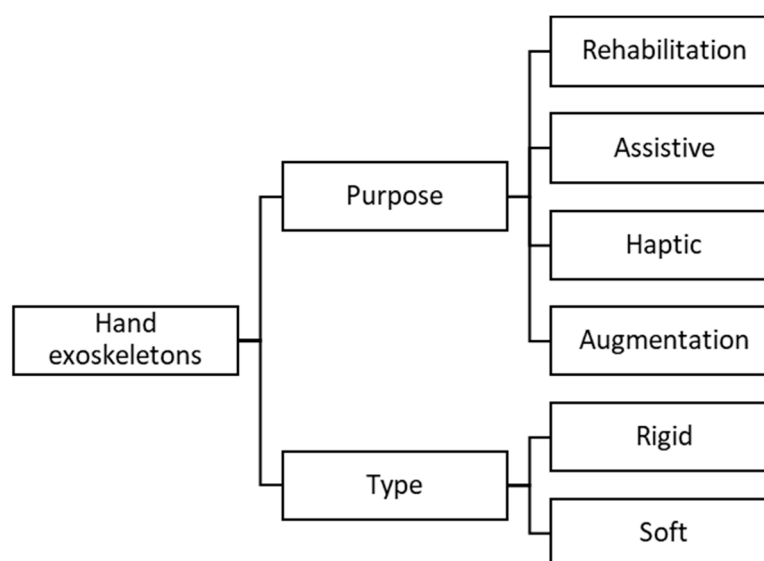 Rehabilitation
Assistive
Purpose
Haptic
Hand
exoskeletons
Augmentation
Rigid
Type
Soft